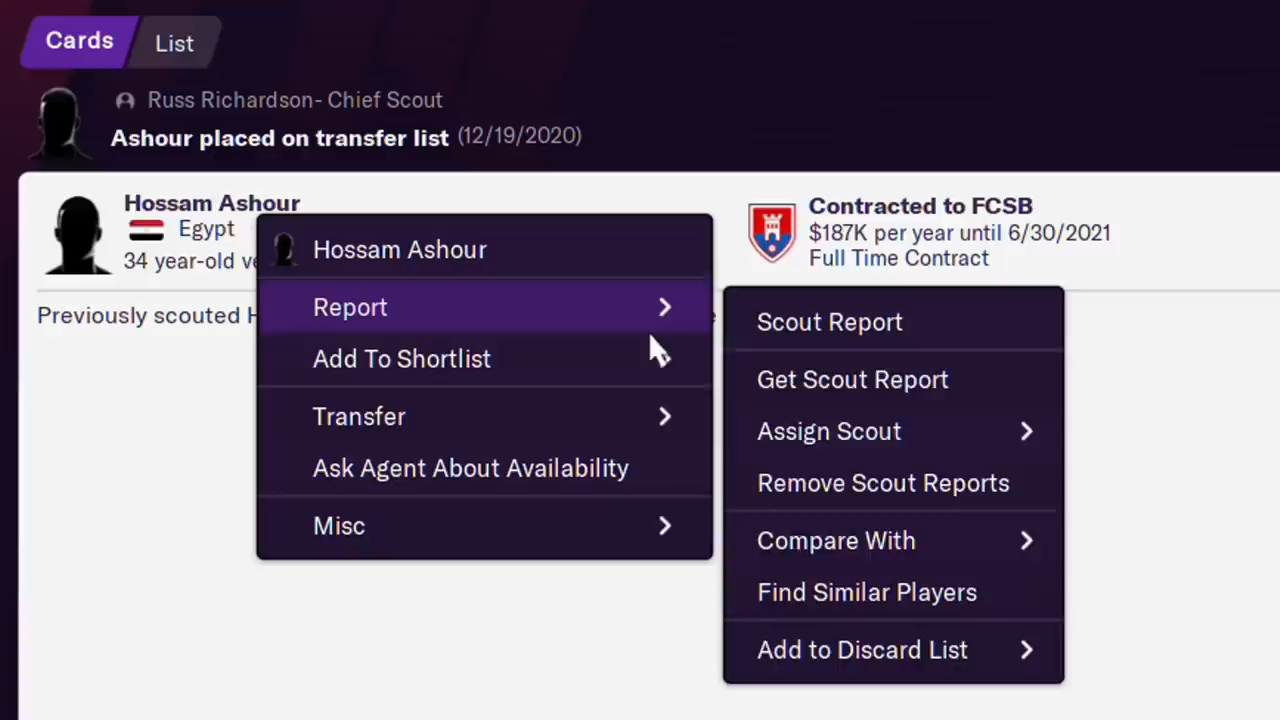 Cards
List
Russ Richardson- Chief Scout
Ashour placed on transfer list (12/19/2020)
Hossam Ashour
Egypt
34 year-old
Contracted to FCSB
$187K per year until 6/30/2021
Full Time Contract
Previously scouted
Hossam Ashour
Report
Add To Shortlist
Transfer
Ask Agent About Availability
Misc
Scout Report
Get Scout Report
Assign Scout
Remove Scout Reports
Compare With
Find Similar Players
Add to Discard List